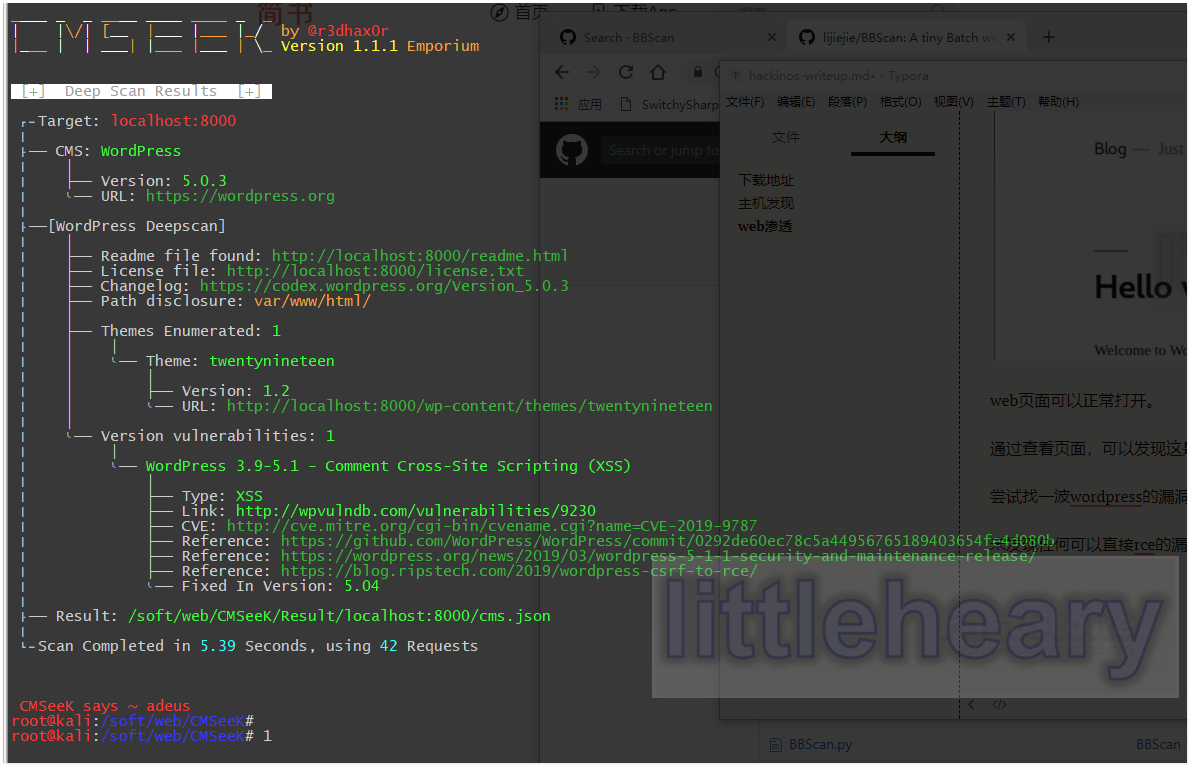 简书
首页
下载App
by @r3dhax0r
Version 1.1.1 Emporium
[+] Deep Scan Results [+]
Target: localhost:8000
CMS: WordPress
Version: 5.0.3
URL: https://wordpress.org
[WordPress Deepscan]
Readme file found: http://localhost:8000/readme.html
License file: http://localhost:8000/license.txt
Changelog: https://codex.wordpress.org/Version_5.0.3
Path disclosure: var/www/html/
Themes Enumerated: 1
Theme: twentynineteen
Version: 1.2
URL: http://localhost:8000/wp-content/themes/twentynineteen
Version vulnerabilities: 1
WordPress 3.9-5.1 - Comment Cross-Site Scripting (XSS)
Type: XSS
Link: http://wpvulndb.com/vulnerabilities/9230
CVE: http://cve.mitre.org/cgi-bin/cvename.cgi?name=CVE-2019-9787
Reference: https://github.com/WordPress/WordPress/commit/0292de60ec78c5a44956765189403654fe4d080b
Reference: https://wordpress.org/news/2019/03/wordpress-5-1-1-security-and-maintenance-release/
Reference: https://blog.ripstech.com/2019/wordpress-csrf-to-rce/
Fixed In Version: 5.04
Result: /soft/web/CMSeeK/Result/localhost:8000/cms.json
Scan Completed in 5.39 Seconds, using 42 Requests
CMSeeK says ~ adeus
root@kali:/soft/web/CMSeeK#
root@kali:/soft/web/CMSeeK# 1
Search · BBScan
lijiejie/BBScan: A tiny Batch we
应用
SwitchySharp
Search or jump to
hackinos-writeup.md• - Typora
文件(F) 编辑(E) 段落(P) 格式(O) 视图(V) 主题(T) 帮助(H)
文件 大纲
下载地址
主机发现
web渗透
Blog — Just
Hello
Welcome to Wo
web页面可以正常打开。
通过查看页面，可以发现这是
尝试找一波wordpress的漏洞
可以直接rce的漏
littleheary
BBScan.py
BBScan